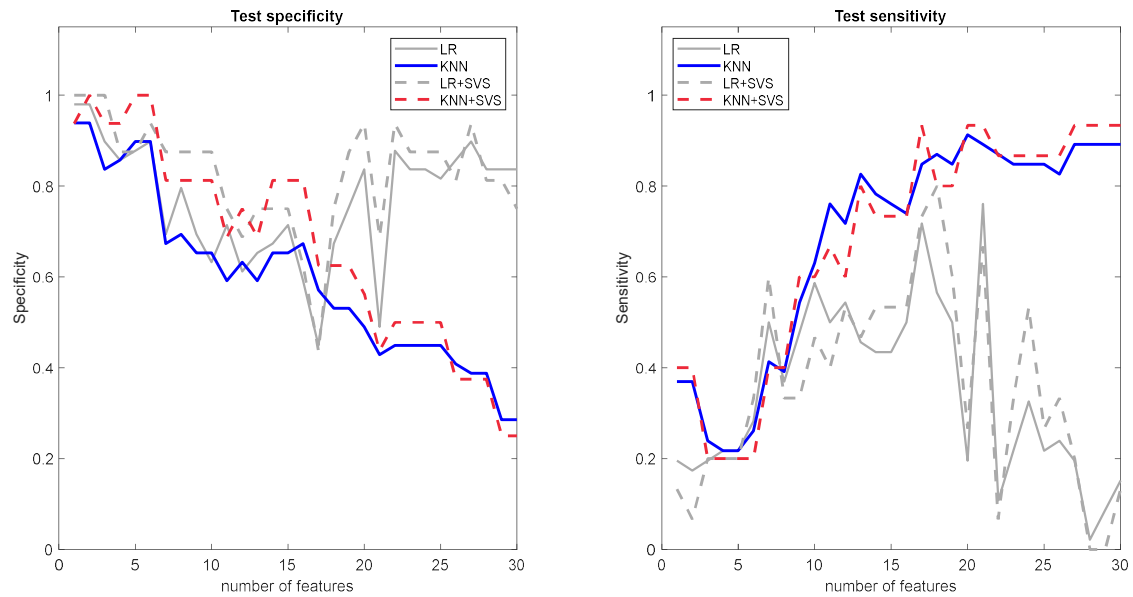 Test specificity
LR
KNN
LR+SVS
KNN+SVS
1
0.8
0.6
0.4
0.2
0
Specificity
0 5 10 15 20 25 30
number of features
Test sensitivity
LR
KNN
LR+SVS
KNN+SVS
1
0.8
0.6
0.4
0.2
0
Sensitivity
0 5 10 15 20 25 30
number of features